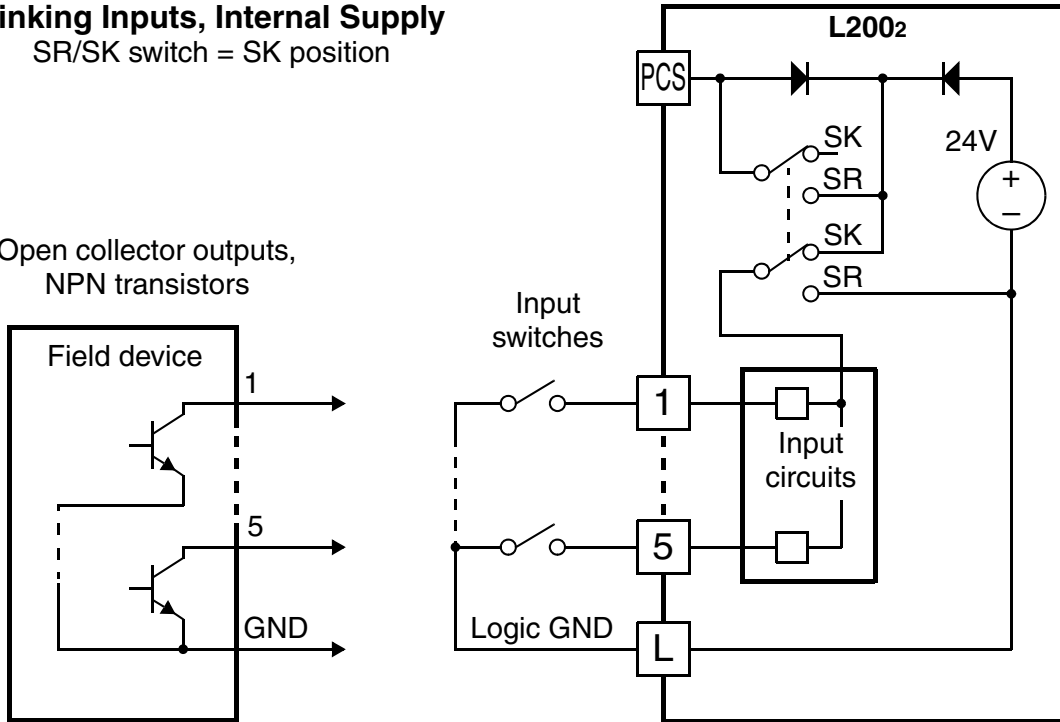 inking Inputs, Internal Supply
SR/SK switch = SK position
L2002
PCS
SK
SR
24V
+
–
SK
SR
Open collector outputs,
NPN transistors
Input
switches
Field device
1
1
Input
circuits
5
5
GND
Logic GND
L